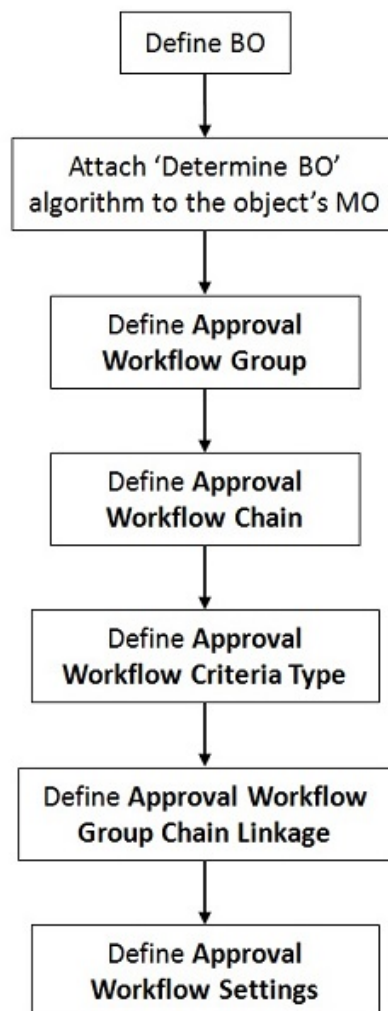 Define BO
Attach ‘Determine BO’
algorithm to the object’s MO
Define Approval
Workflow Group
Define Approval
Workflow Chain
Define Approval
Workflow Criteria Type
Define Approval Workflow
Group Chain Linkage
Define Approval
Workflow Settings